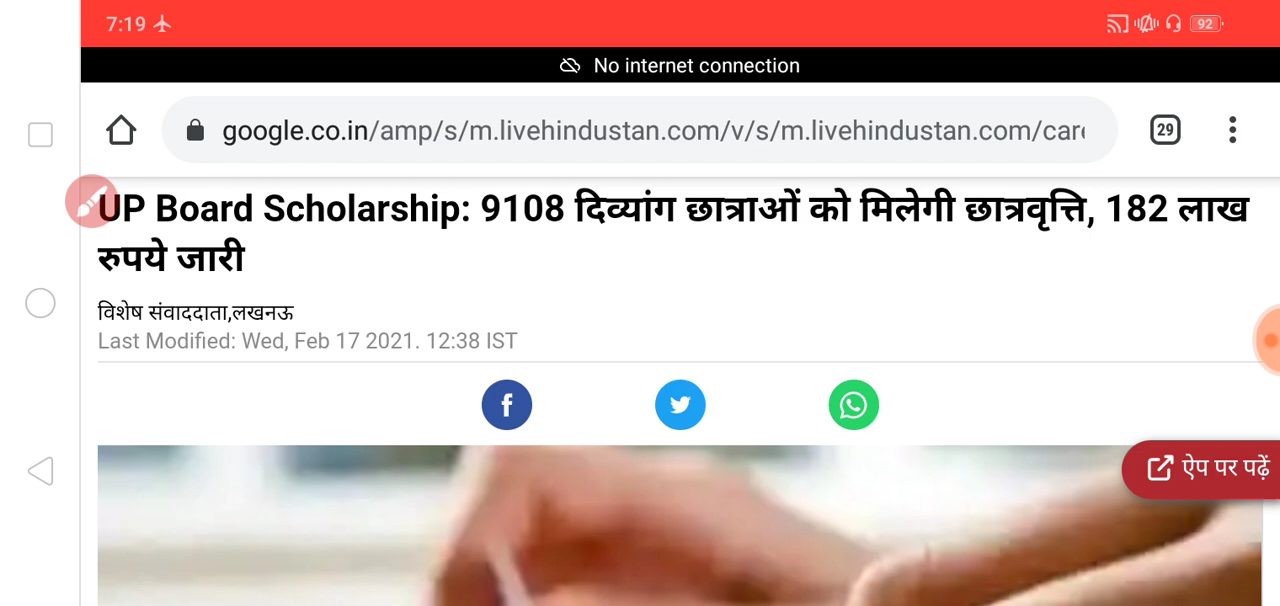 7:19
92
No internet connection
google.co.in/amp/s/m.livehindustan.com/v/s/m.livehindustan.com/care
29
UP Board Scholarship: 9108 दिव्यांग छात्राओं को मिलेगी छात्रवृत्ति, 182 लाख
रुपये जारी
विशेष संवाददाता,लखनऊ
Last Modified: Wed, Feb 17 2021. 12:38 IST
ऐप पर पढ़ें